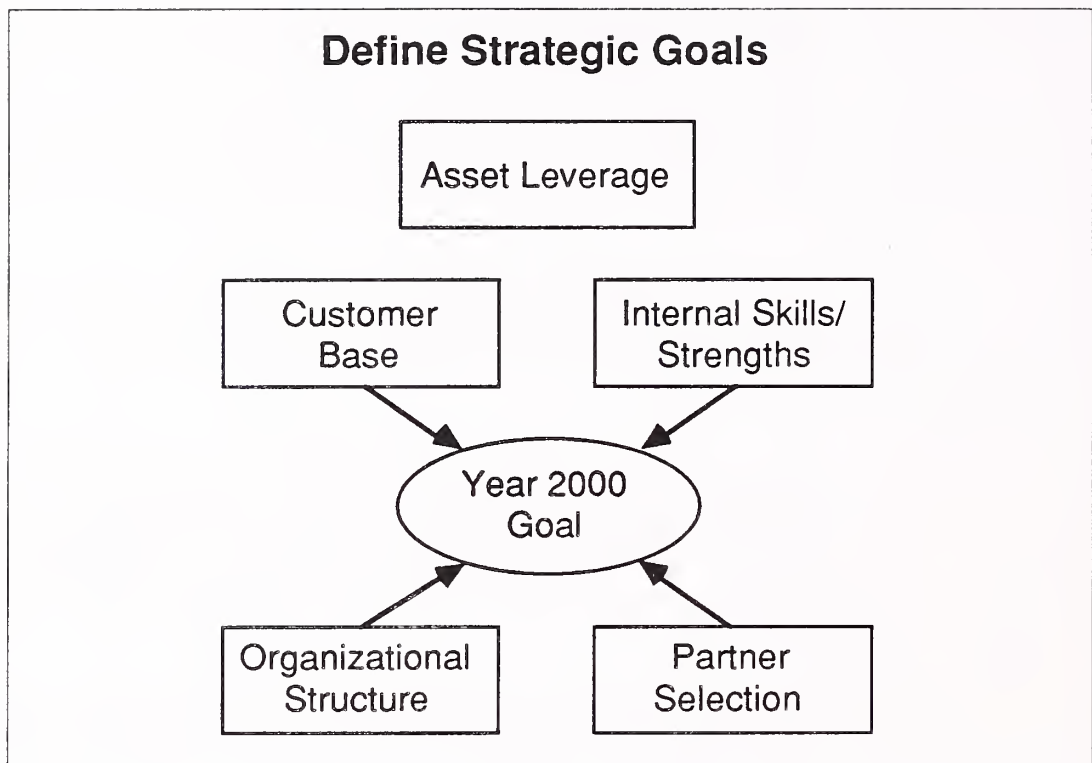 Define Strategic Goals
Asset Leverage
Customer
Base
Internal Skills/
Strengths
Year 2000
Goal
Organizational
Structure
Partner
Selection